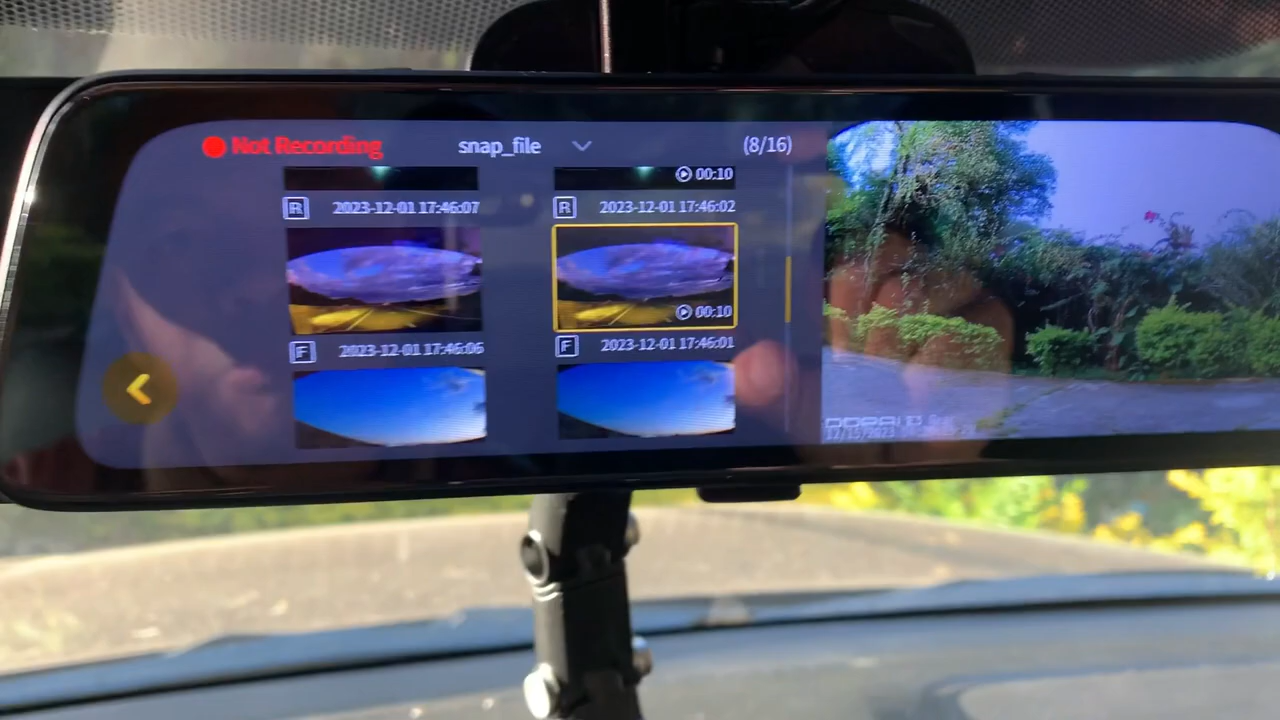 Not Recording snap_file (8/16)
00:10
R 2023-12-01 17:46:07 R 2023-12-01 17:46:02
00:10
F 2023-12-01 17:46:06 F 2023-12-01 17:46:01